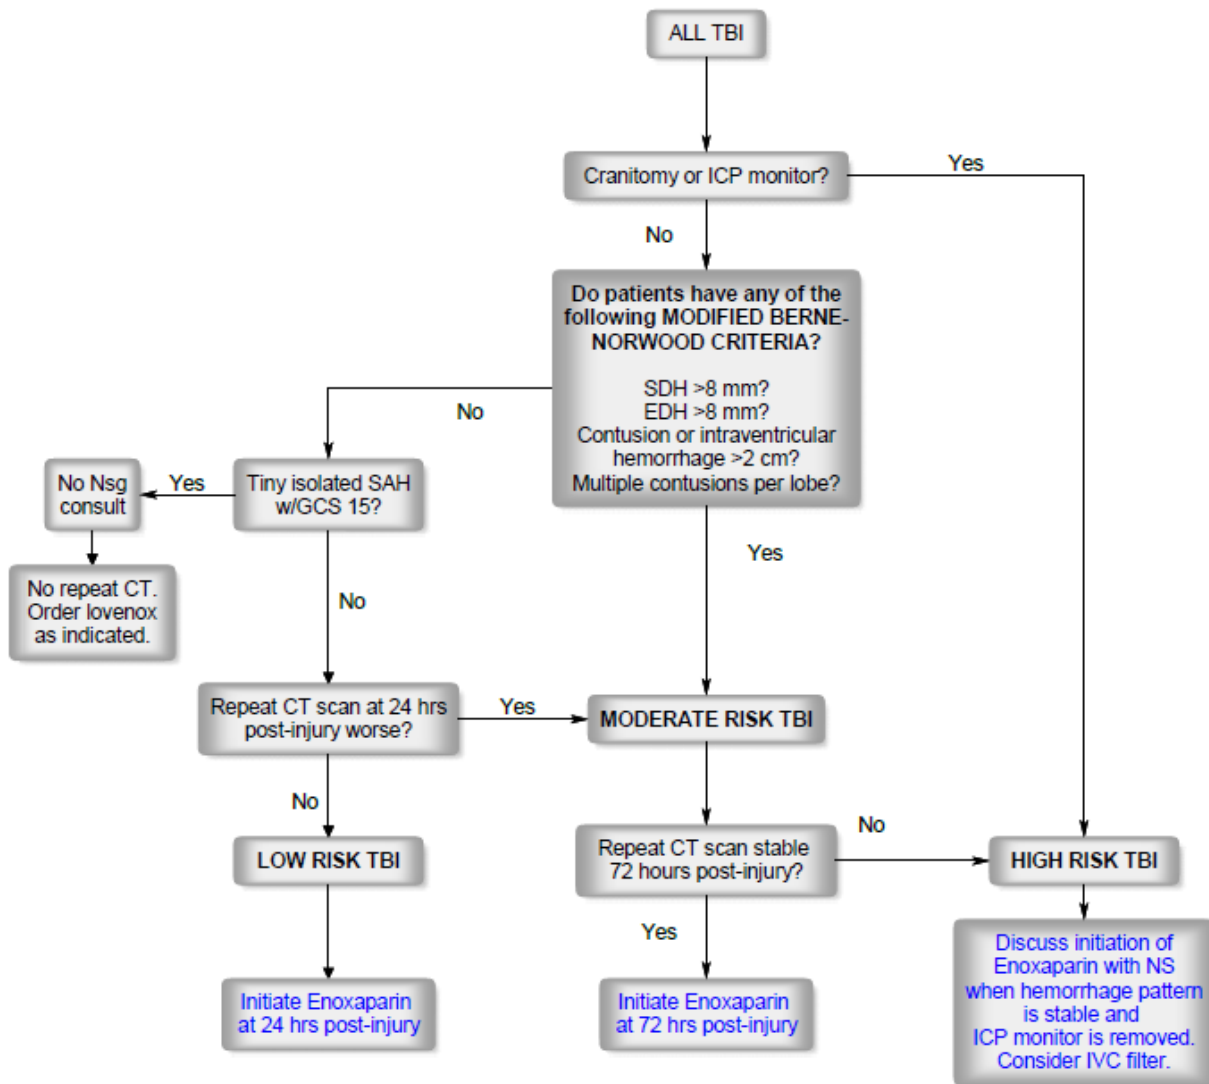 ALL TBI
Cranitomy or ICP monitor?
Yes
No
Do patients have any of the
following MODIFIED BERNE-
NORWOOD CRITERIA?
SDH >8 mm?
EDH >8 mm?
Contusion or intraventricular
hemorrhage >2 cm?
Multiple contusions per lobe?
No
Yes
Tiny isolated SAH
w/GCS 15?
Yes
No Nsg
consult
No repeat CT.
Order lovenox
as indicated.
No
Repeat CT scan at 24 hrs
post-injury worse?
Yes
MODERATE RISK TBI
No
LOW RISK TBI
Repeat CT scan stable
72 hours post-injury?
No
HIGH RISK TBI
Yes
Initiate Enoxaparin
at 24 hrs post-injury
Initiate Enoxaparin
at 72 hrs post-injury
Discuss initiation of
Enoxaparin with NS
when hemorrhage pattern
is stable and
ICP monitor is removed.
Consider IVC filter.